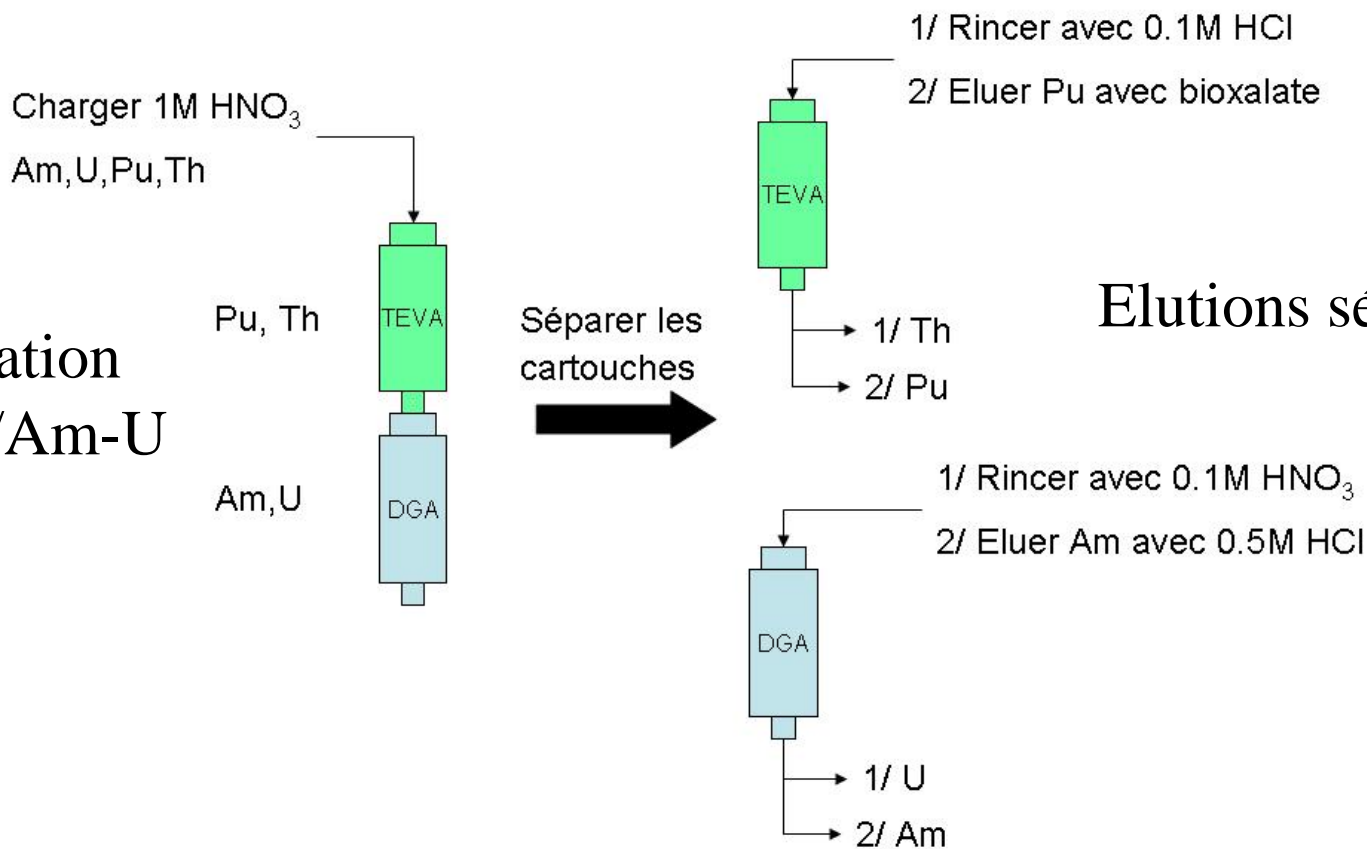 Charger 1M HNO₃
Am,U,Pu,Th
Pu, Th
TEVA
/Am-U
Am,U
DGA
Séparer les
cartouches
1/ Rincer avec 0.1M HCl
2/ Eluer Pu avec bioxalate
TEVA
1/ Th
2/ Pu
Elutions
1/ Rincer avec 0.1M HNO₃
2/ Eluer Am avec 0.5M HCl
DGA
1/ U
2/ Am